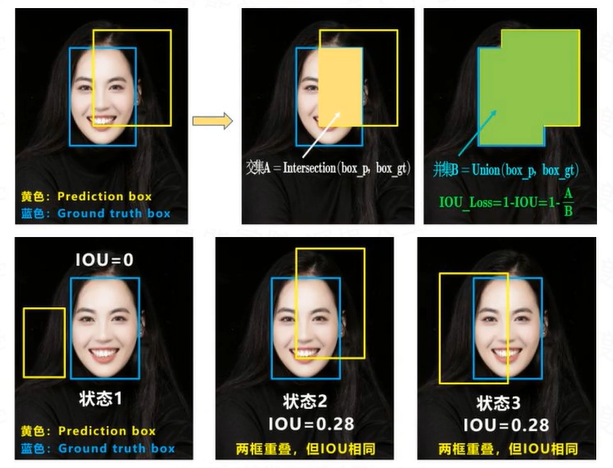 黄色：Prediction box
蓝色：Ground truth box
交集A = Intersection(box_p, box_gt)
并集B = Union(box_p, box_gt)
IOU_Loss=1-IOU=1-A/B
IOU=0
状态1
黄色：Prediction box
蓝色：Ground truth box
状态2
IOU=0.28
两框重叠，但IOU相同
状态3
IOU=0.28
两框重叠，但IOU相同